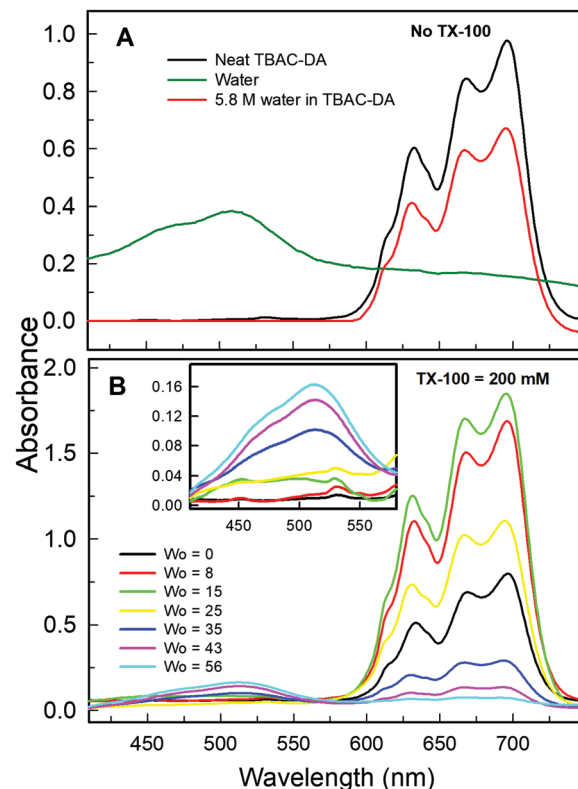 A
No TX-100
Neat TBAC-DA
Water
5.8 M water in TBAC-DA
1.0
0.8
0.6
0.4
0.2
0.0
Absorbance
B
TX-100 = 200 mM
2.0
1.5
1.0
0.5
0.0
0.16
0.12
0.08
0.04
0.00
450 500 550
Wo = 0
Wo = 8
Wo = 15
Wo = 25
Wo = 35
Wo = 43
Wo = 56
450 500 550 600 650 700
Wavelength (nm)